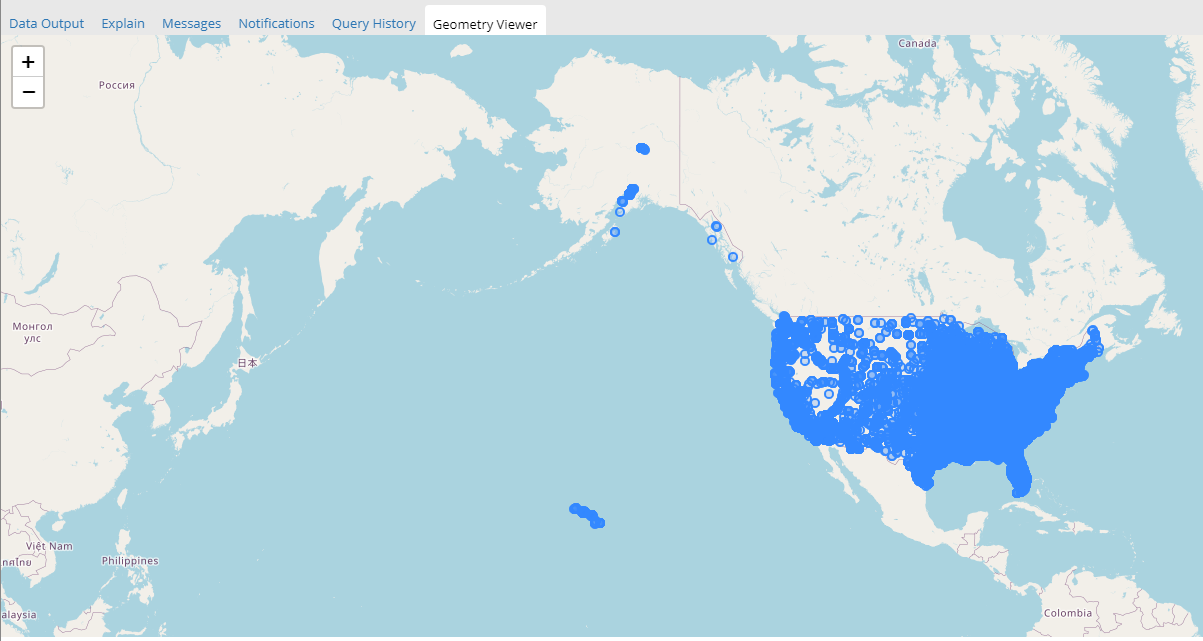 Data Output Explain Messages Notifications Query History Geometry Viewer
+
−
Россия
Canada
Монгол
улс
日本
Việt Nam
Philippines
alaysia
Colombia